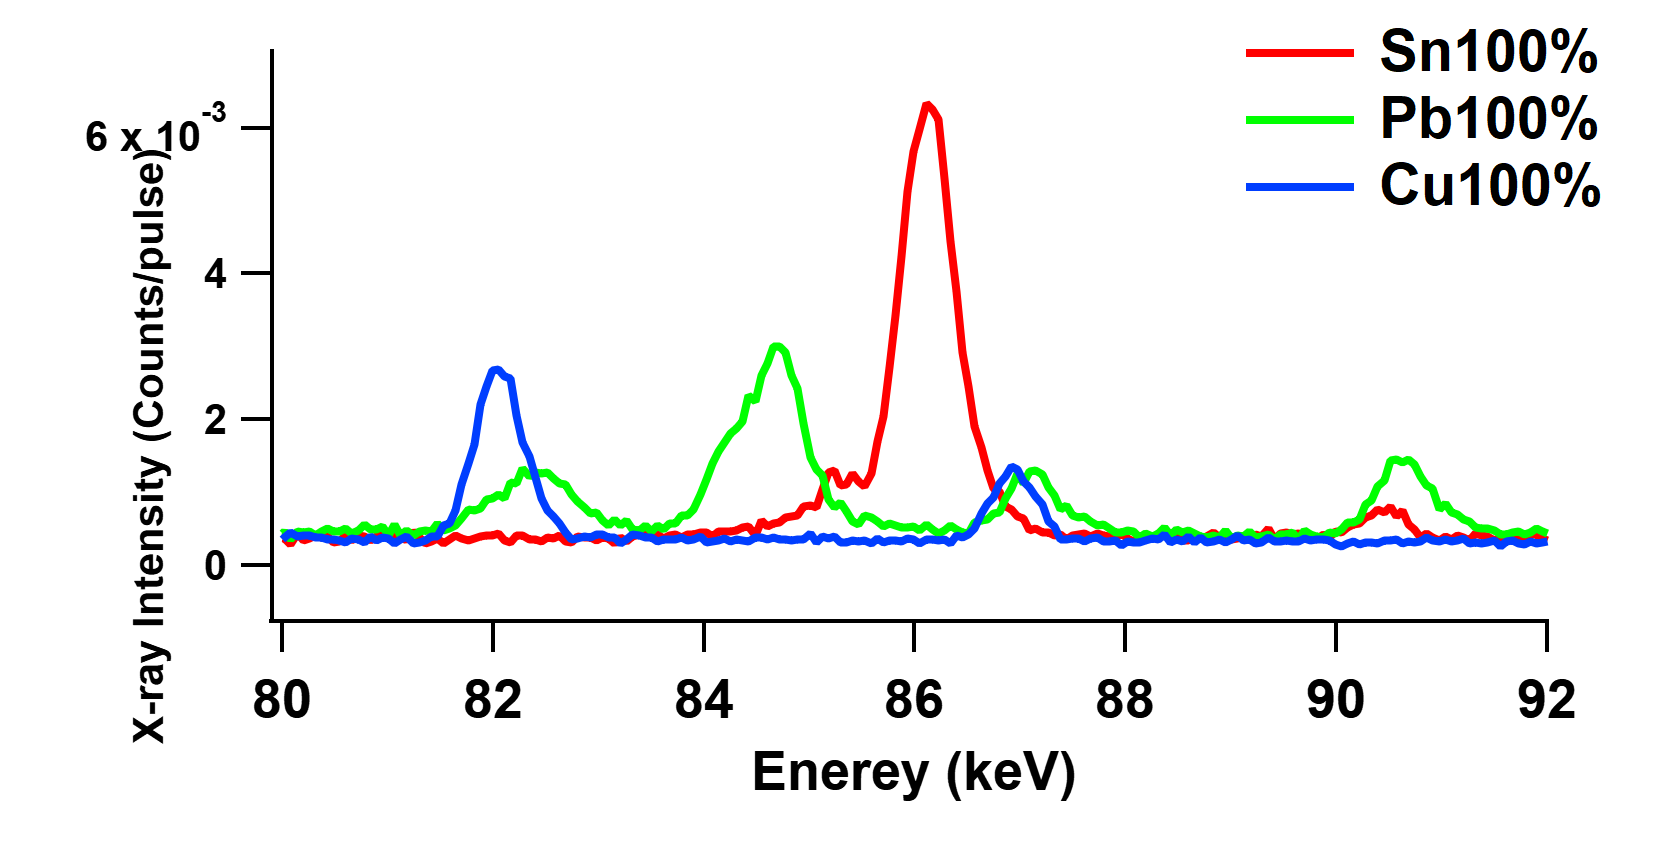 Sn100%
Pb100%
Cu100%
6 x 10-3
4
2
0
X-ray Intensity (Counts/pulse)
80 82 84 86 88 90 92
Enerey (keV)